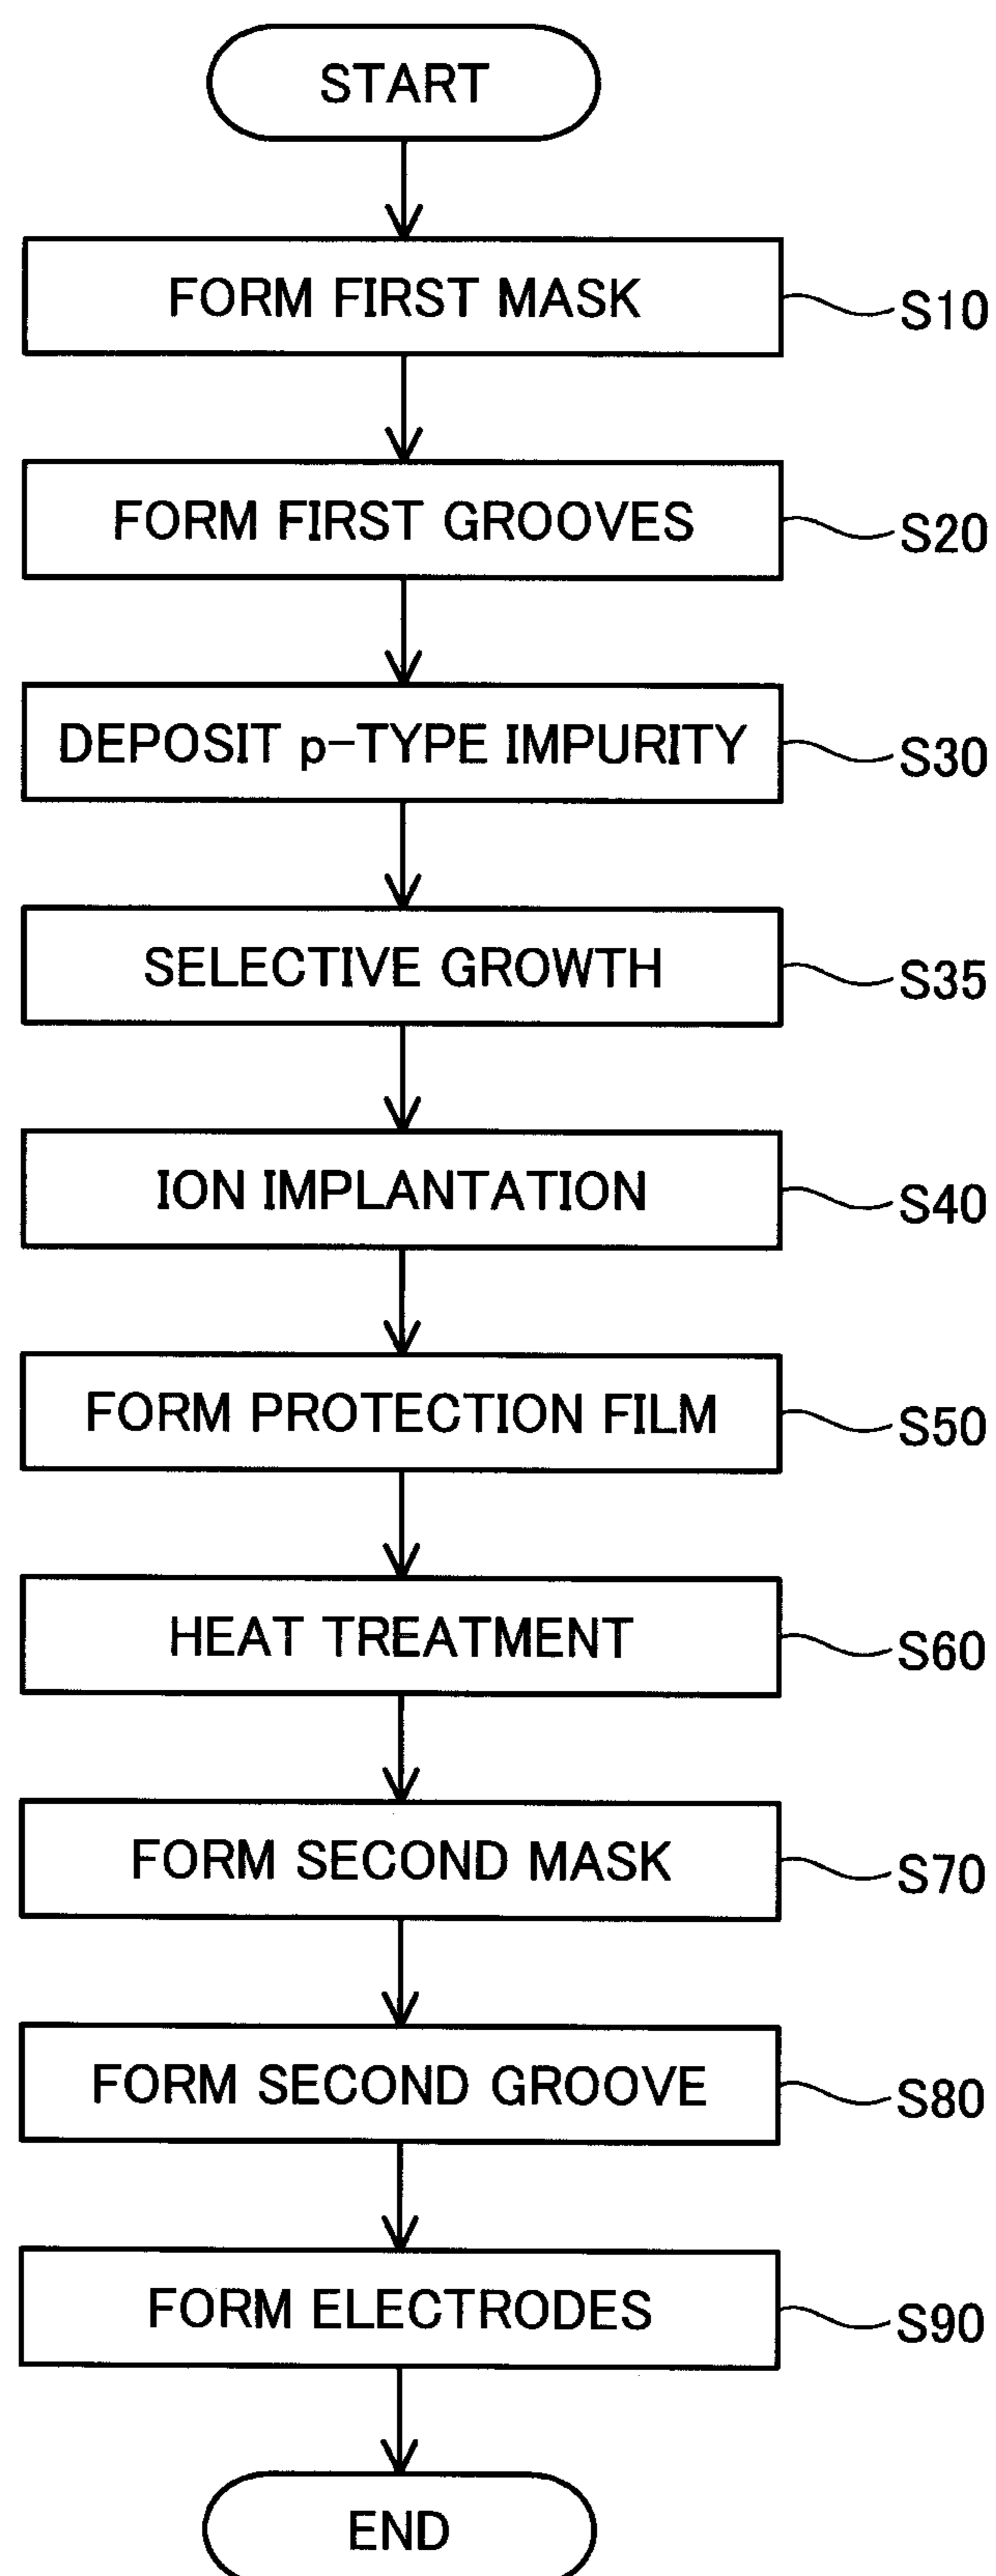 START
FORM FIRST MASK S10
FORM FIRST GROOVES S20
DEPOSIT p-TYPE IMPURITY S30
SELECTIVE GROWTH S35
ION IMPLANTATION S40
FORM PROTECTION FILM S50
HEAT TREATMENT S60
FORM SECOND MASK S70
FORM SECOND GROOVE S80
FORM ELECTRODES S90
END